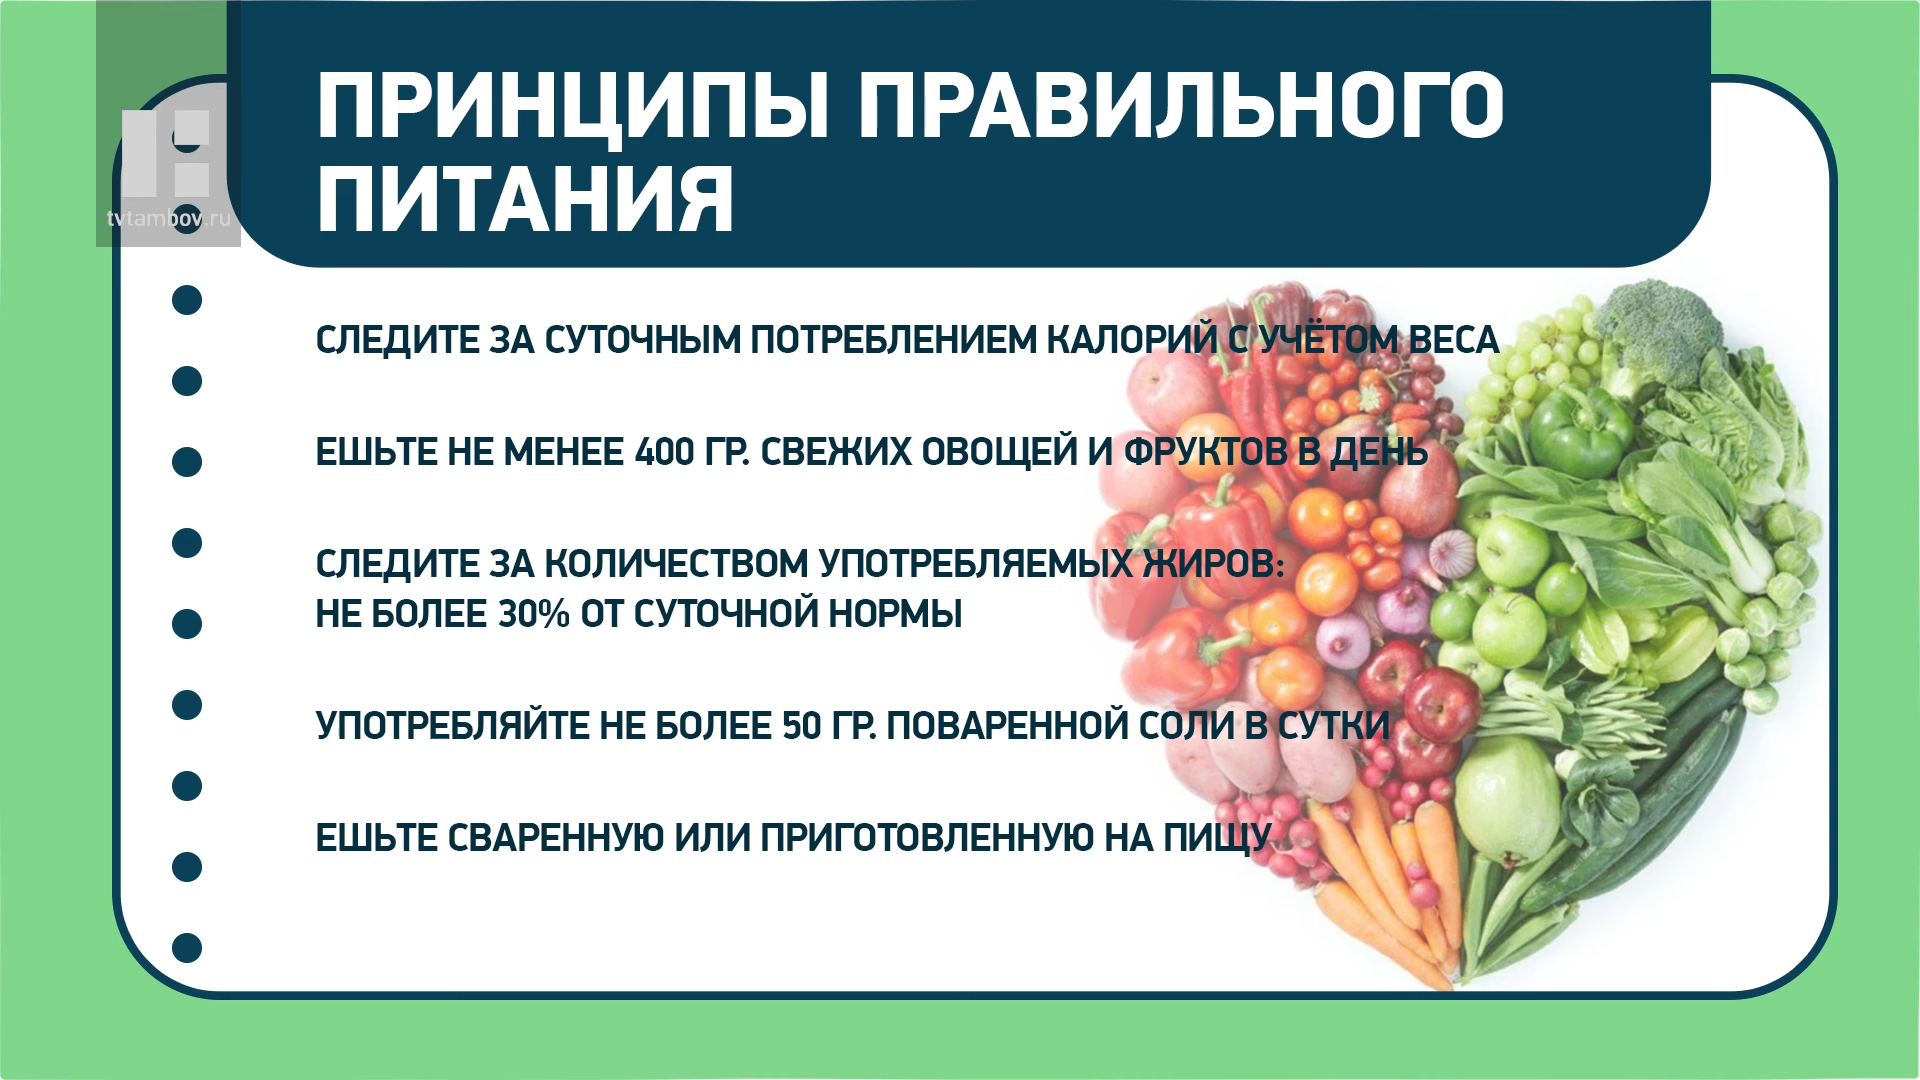 ПРИНЦИПЫ ПРАВИЛЬНОГО
ПИТАНИЯ
tvtambov.ru
СЛЕДИТЕ ЗА СУТОЧНЫМ ПОТРЕБЛЕНИЕМ КАЛОРИЙ С УЧЁТОМ ВЕСА
ЕШЬТЕ НЕ МЕНЕЕ 400 ГР. СВЕЖИХ ОВОЩЕЙ И ФРУКТОВ В ДЕНЬ
СЛЕДИТЕ ЗА КОЛИЧЕСТВОМ УПОТРЕБЛЯЕМЫХ ЖИРОВ:
НЕ БОЛЕЕ 30% ОТ СУТОЧНОЙ НОРМЫ
УПОТРЕБЛЯЙТЕ НЕ БОЛЕЕ 50 ГР. ПОВАРЕННОЙ СОЛИ В СУТКИ
ЕШЬТЕ СВАРЕННУЮ ИЛИ ПРИГОТОВЛЕННУЮ НА ПИЩУ